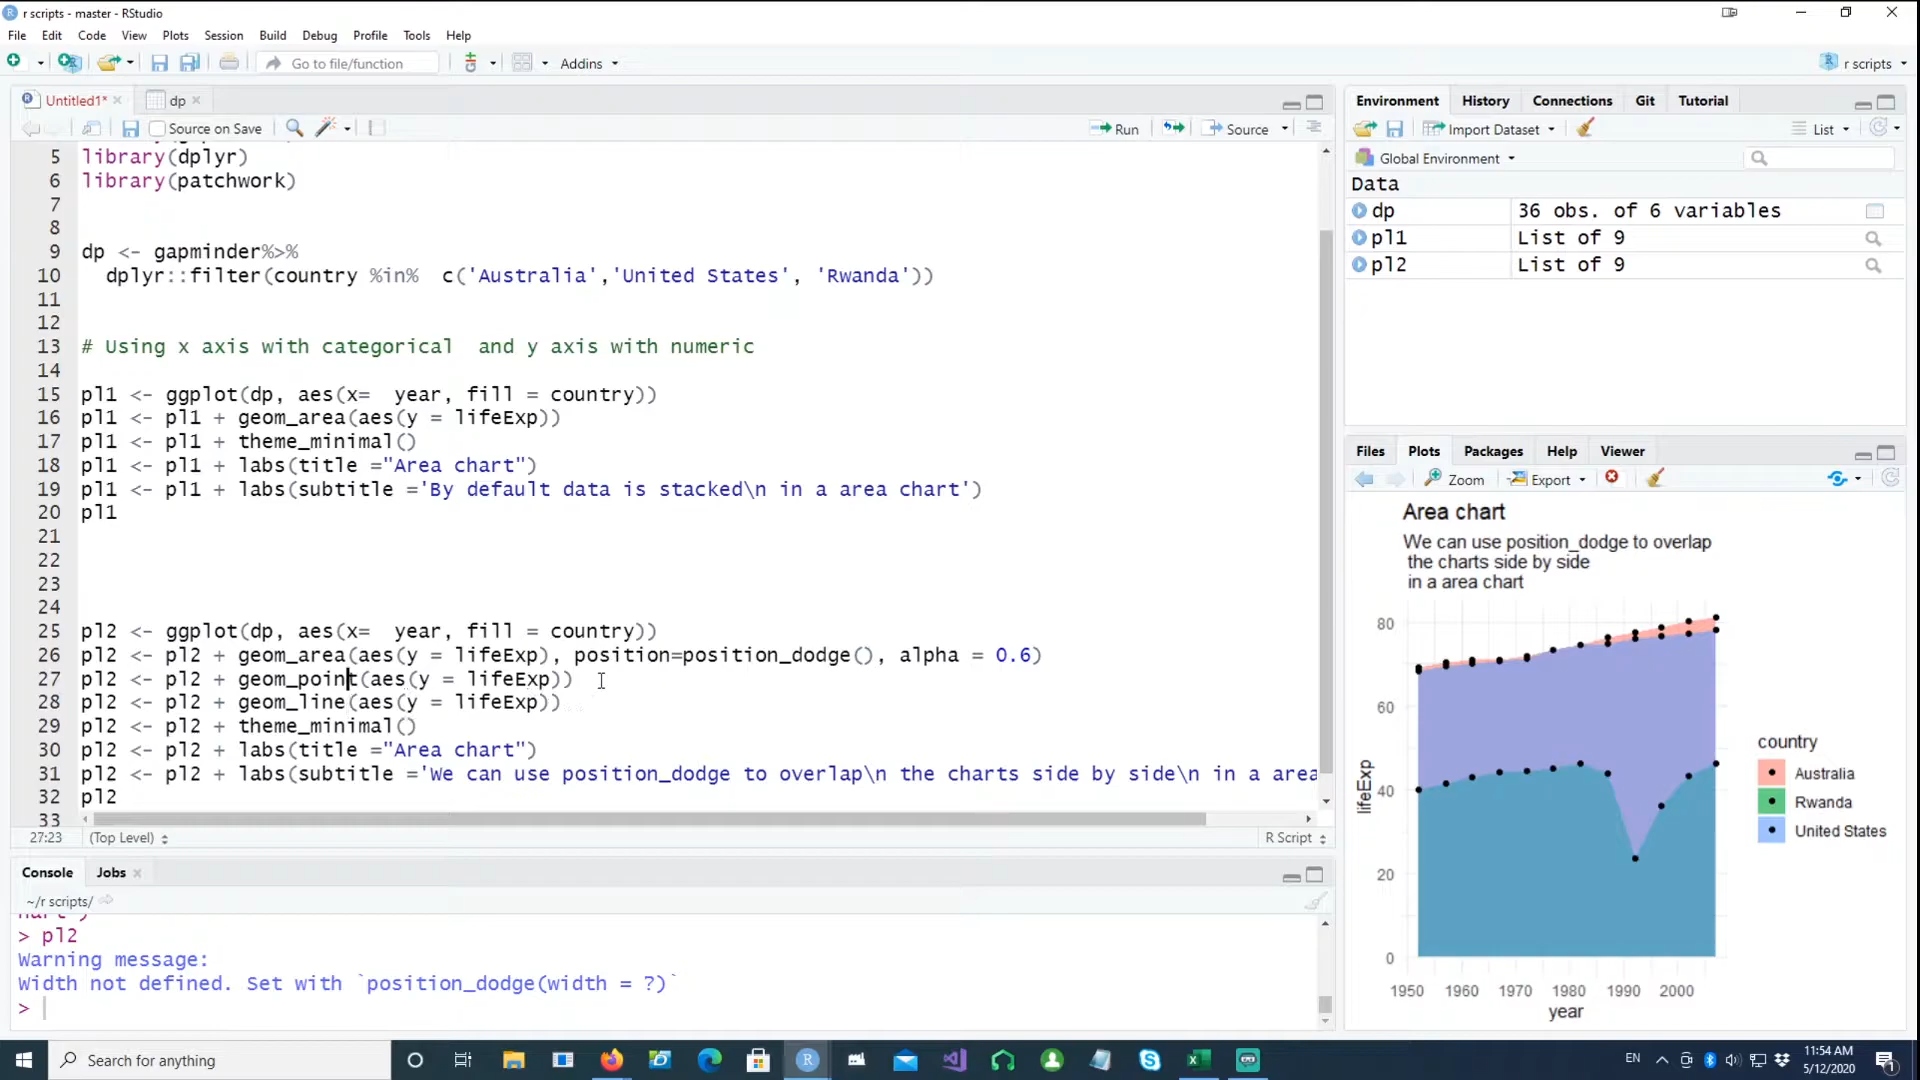 r scripts - master - RStudio
File Edit Code View Plots Session Build Debug Profile Tools Help
Go to file/function Addins r scripts
Untitled1* dp
Source on Save Run Source
5 library(dplyr)
6 library(patchwork)
7
8
9 dp <- gapminder%>%
10 dplyr::filter(country %in% c('Australia','United States', 'Rwanda'))
11
12
13 # Using x axis with categorical and y axis with numeric
14
15 pl1 <- ggplot(dp, aes(x= year, fill = country))
16 pl1 <- pl1 + geom_area(aes(y = lifeExp))
17 pl1 <- pl1 + theme_minimal()
18 pl1 <- pl1 + labs(title ="Area chart")
19 pl1 <- pl1 + labs(subtitle ='By default data is stacked\n in a area chart')
20 pl1
21
22
23
24
25 pl2 <- ggplot(dp, aes(x= year, fill = country))
26 pl2 <- pl2 + geom_area(aes(y = lifeExp), position=position_dodge(), alpha = 0.6)
27 pl2 <- pl2 + geom_point(aes(y = lifeExp))
28 pl2 <- pl2 + geom_line(aes(y = lifeExp))
29 pl2 <- pl2 + theme_minimal()
30 pl2 <- pl2 + labs(title ="Area chart")
31 pl2 <- pl2 + labs(subtitle ='We can use position_dodge to overlap\n the charts side by side\n in a area
32 pl2
33
27:23 (Top Level) R Script
Console Jobs
~/r scripts/
> pl2
Warning message:
Width not defined. Set with `position_dodge(width = ?)`
>
Environment History Connections Git Tutorial
Import Dataset List
Global Environment
Data
dp 36 obs. of 6 variables
pl1 List of 9
pl2 List of 9
Files Plots Packages Help Viewer
Zoom Export
Area chart
We can use position_dodge to overlap
the charts side by side
in a area chart
80
60
40
20
0
lifeExp
1950 1960 1970 1980 1990 2000
year
country
Australia
Rwanda
United States
Search for anything
EN
11:54 AM
5/12/2020
1